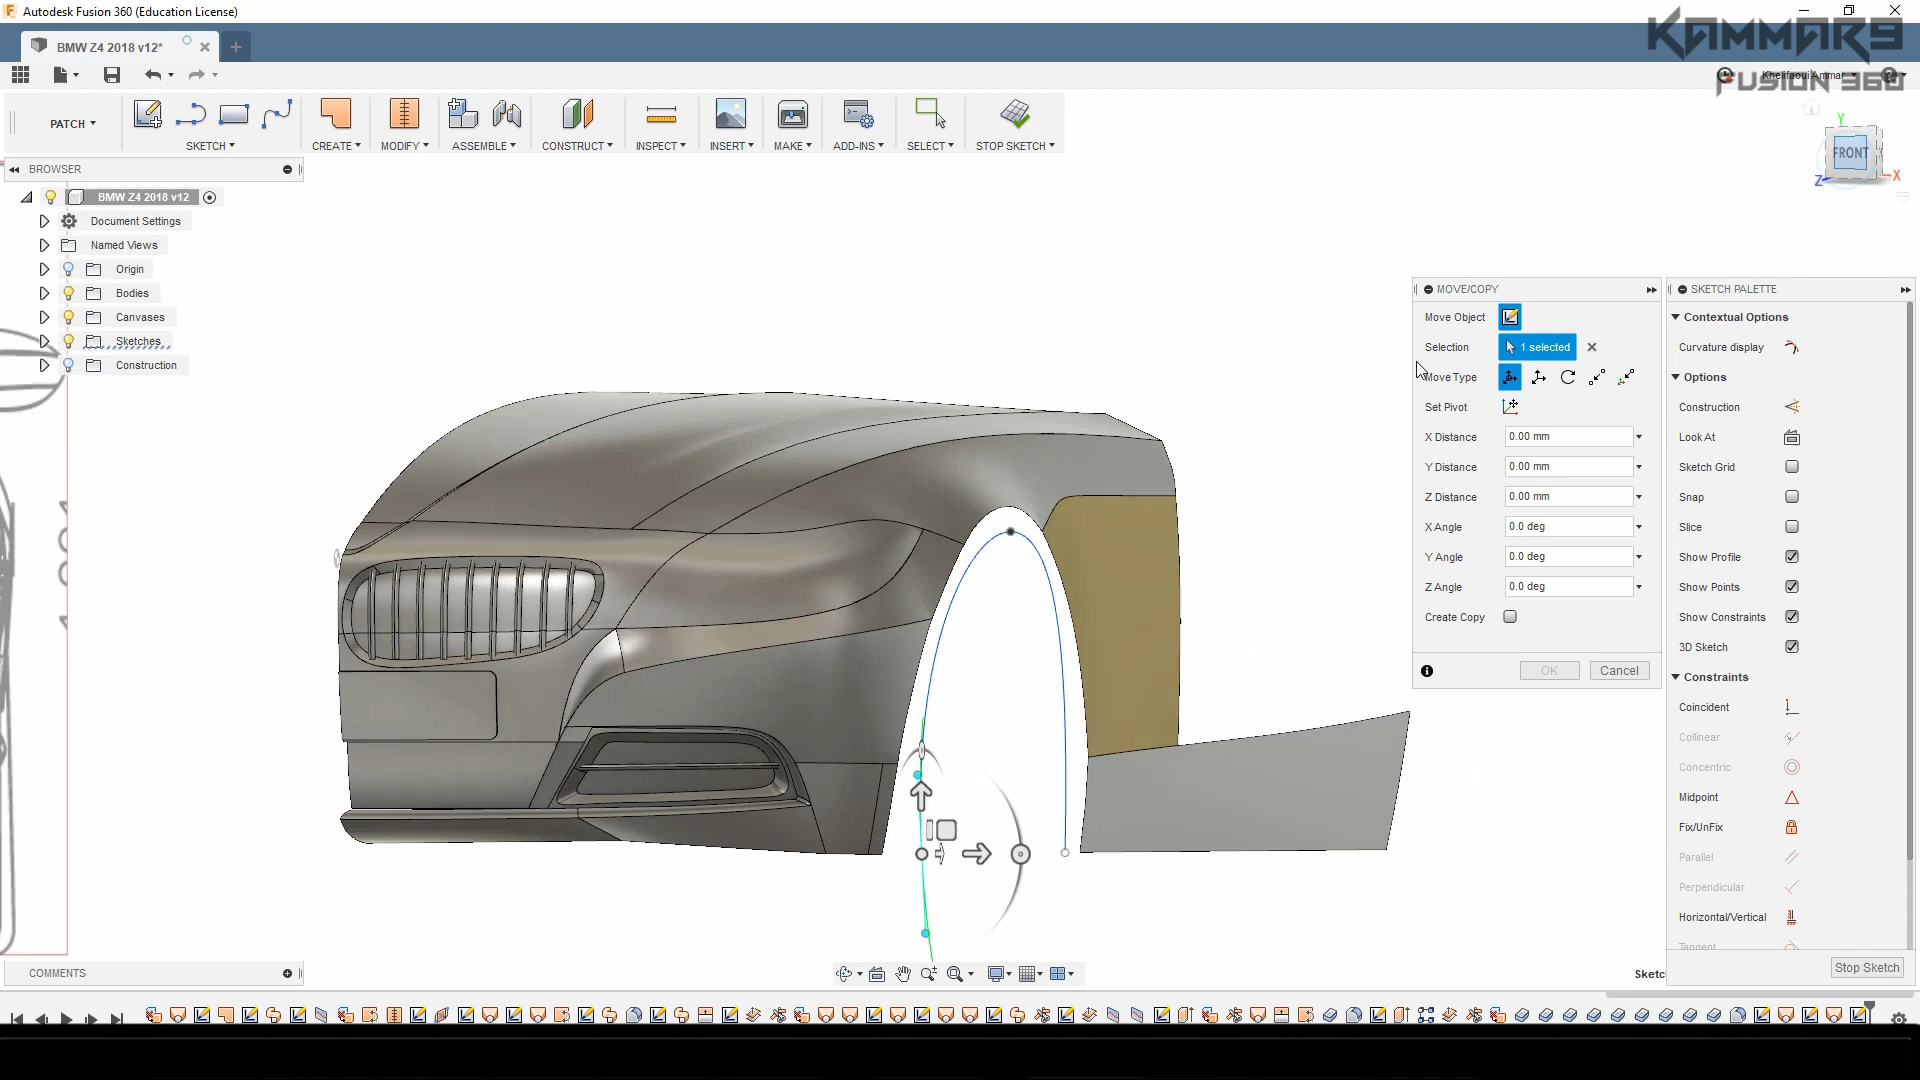 Autodesk Fusion 360 (Education License)
KAMMAR9
FUSION 360
BMW Z4 2018 v12*
Khelifaoui Ammar
PATCH
SKETCH
CREATE
MODIFY
ASSEMBLE
CONSTRUCT
INSPECT
INSERT
MAKE
ADD-INS
SELECT
STOP SKETCH
Y
FRONT
Z
X
BROWSER
BMW Z4 2018 v12
Document Settings
Named Views
Origin
Bodies
Canvases
Sketches
Construction
MOVE/COPY
Move Object
Selection
1 selected
Move Type
Set Pivot
X Distance
0.00 mm
Y Distance
0.00 mm
Z Distance
0.00 mm
X Angle
0.0 deg
Y Angle
0.0 deg
Z Angle
0.0 deg
Create Copy
OK
Cancel
SKETCH PALETTE
Contextual Options
Curvature display
Options
Construction
Look At
Sketch Grid
Snap
Slice
Show Profile
Show Points
Show Constraints
3D Sketch
Constraints
Coincident
Collinear
Concentric
Midpoint
Fix/UnFix
Parallel
Perpendicular
Horizontal/Vertical
Tangent
Stop Sketch
COMMENTS
Sketc